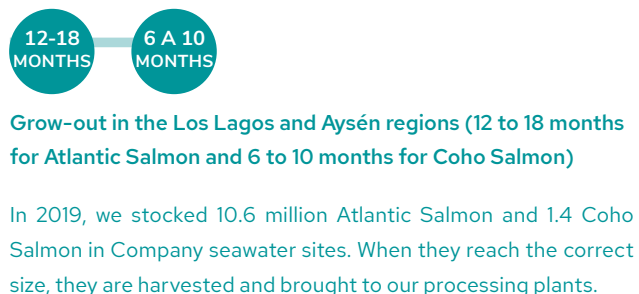 12-18
MONTHS
6 A 10
MONTHS
Grow-out in the Los Lagos and Aysén regions (12 to 18 months
for Atlantic Salmon and 6 to 10 months for Coho Salmon)
In 2019, we stocked 10.6 million Atlantic Salmon and 1.4 Coho
Salmon in Company seawater sites. When they reach the correct
size, they are harvested and brought to our processing plants.